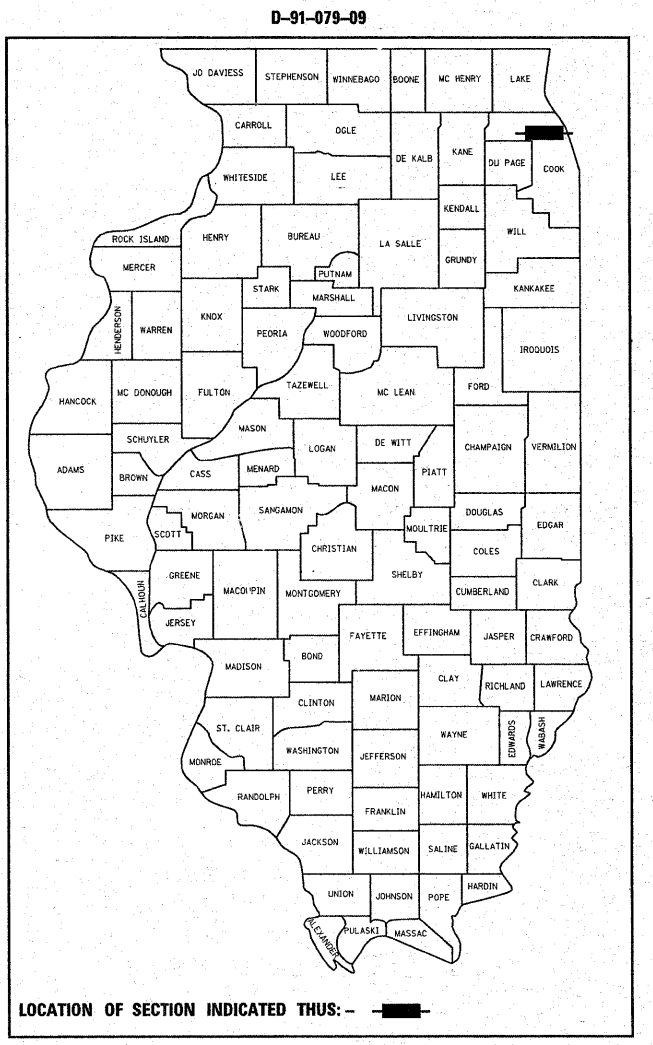 D-91-079-09
JO DAVIESS STEPHENSON WINNEBAGO BOONE MC HENRY LAKE
CARROLL OGLE DE KALB KANE DU PAGE COOK
WHITESIDE LEE
KENDALL
ROCK ISLAND HENRY BUREAU LA SALLE WILL
GRUNDY
MERCER PUTNAM
STARK MARSHALL KANKAKEE
HENDERSON WARREN KNOX PEORIA WOODFORD LIVINGSTON
IROQUOIS
HANCOCK MC DONOUGH FULTON TAZEWELL MC LEAN FORD
MASON
SCHUYLER LOGAN DE WITT CHAMPAIGN VERMILION
ADAMS BROWN CASS MENARD PIATT
MACON
PIKE SCOTT MORGAN SANGAMON MOULTRIE DOUGLAS EDGAR
CHRISTIAN COLES
CALHOUN GREENE MACOUPIN MONTGOMERY SHELBY CUMBERLAND CLARK
JERSEY
FAYETTE EFFINGHAM JASPER CRAWFORD
MADISON BOND
CLAY RICHLAND LAWRENCE
CLINTON MARION
ST. CLAIR WAYNE EDWARDS WABASH
MONROE WASHINGTON JEFFERSON
RANDOLPH PERRY HAMILTON WHITE
FRANKLIN
JACKSON WILLIAMSON SALINE GALLATIN
UNION JOHNSON POPE HARDIN
ALEXANDER PULASKI MASSAC
LOCATION OF SECTION INDICATED THUS: -